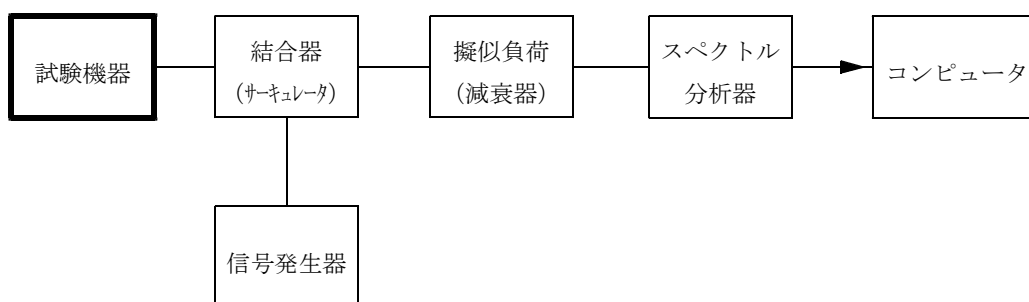 試験機器
結合器
(ｻｰｷｭﾚｰﾀ)
擬似負荷
(減衰器)
スペクトル
分析器
コンピュータ
信号発生器